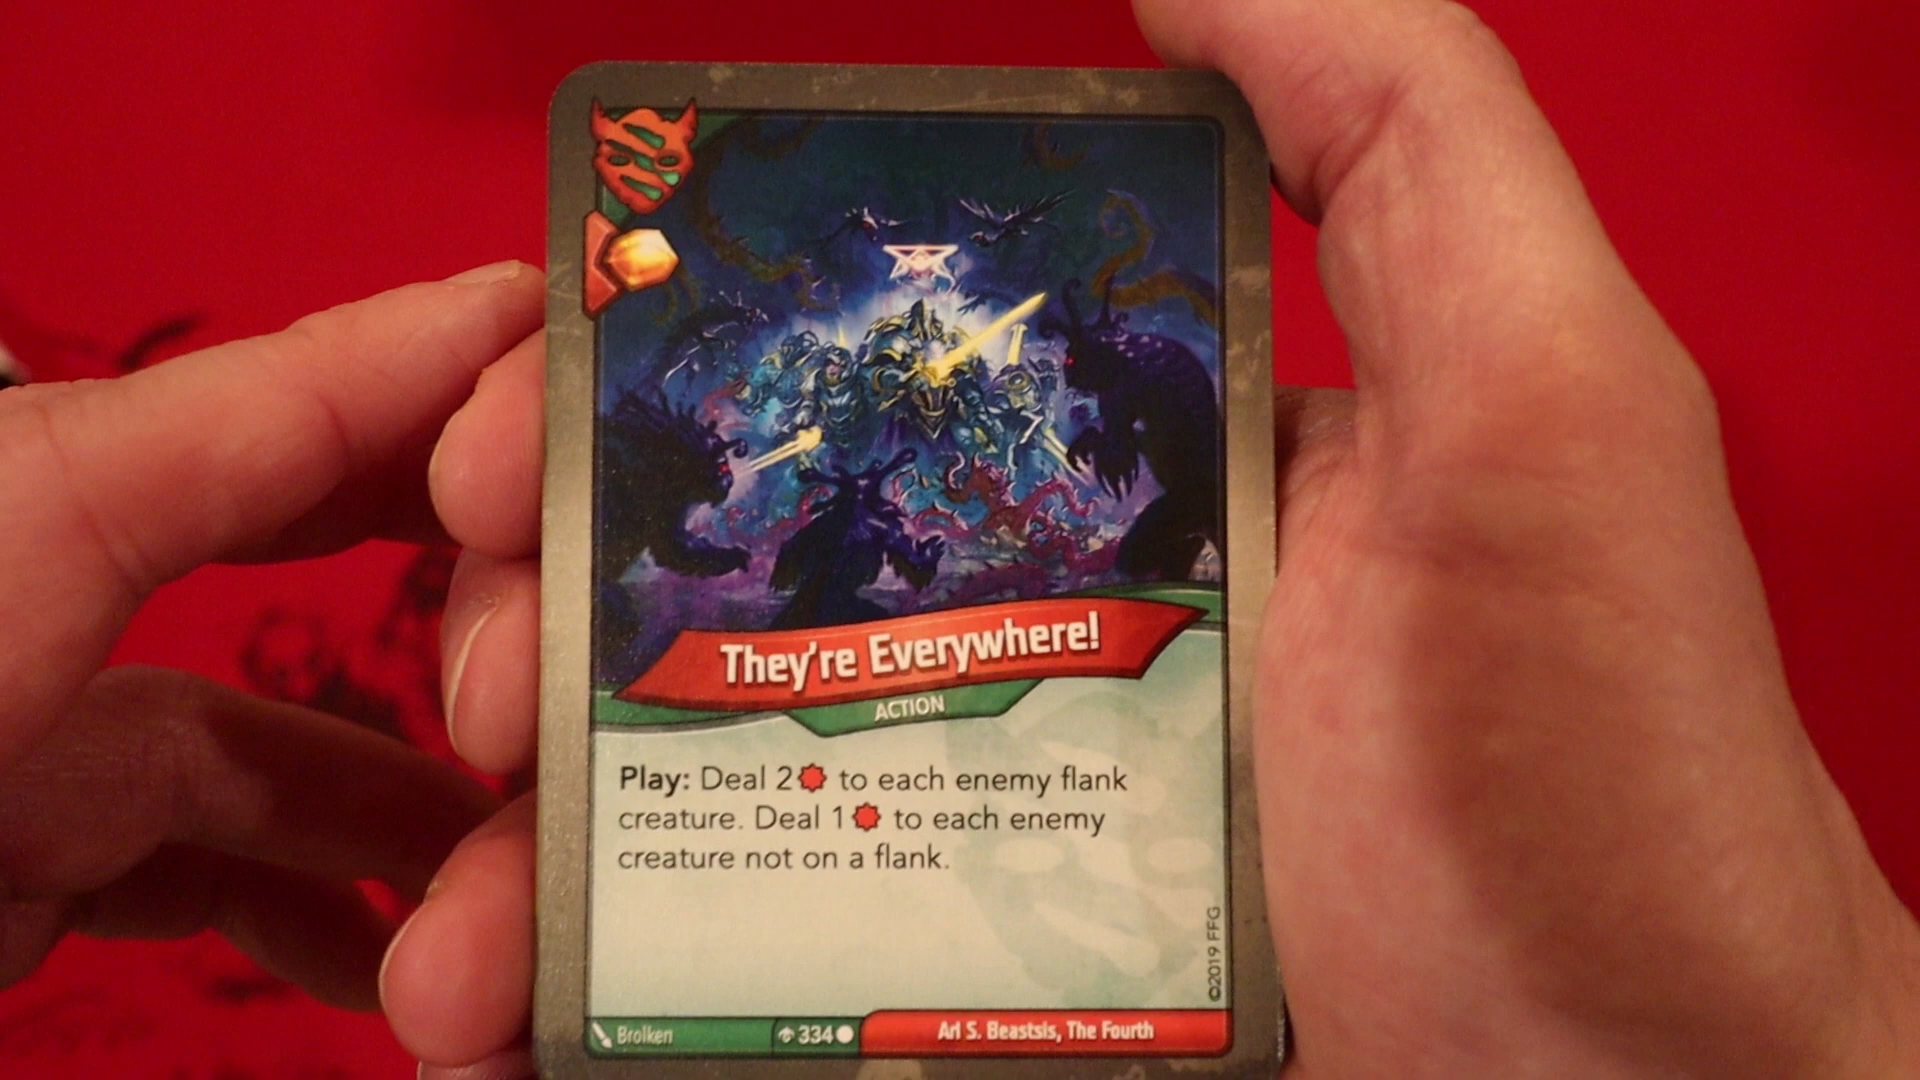 They're Everywhere!
ACTION
Play: Deal 2 to each enemy flank
creature. Deal 1 to each enemy
creature not on a flank.
©2019 FFG
Brolken
334
Arl S. Beastsis, The Fourth